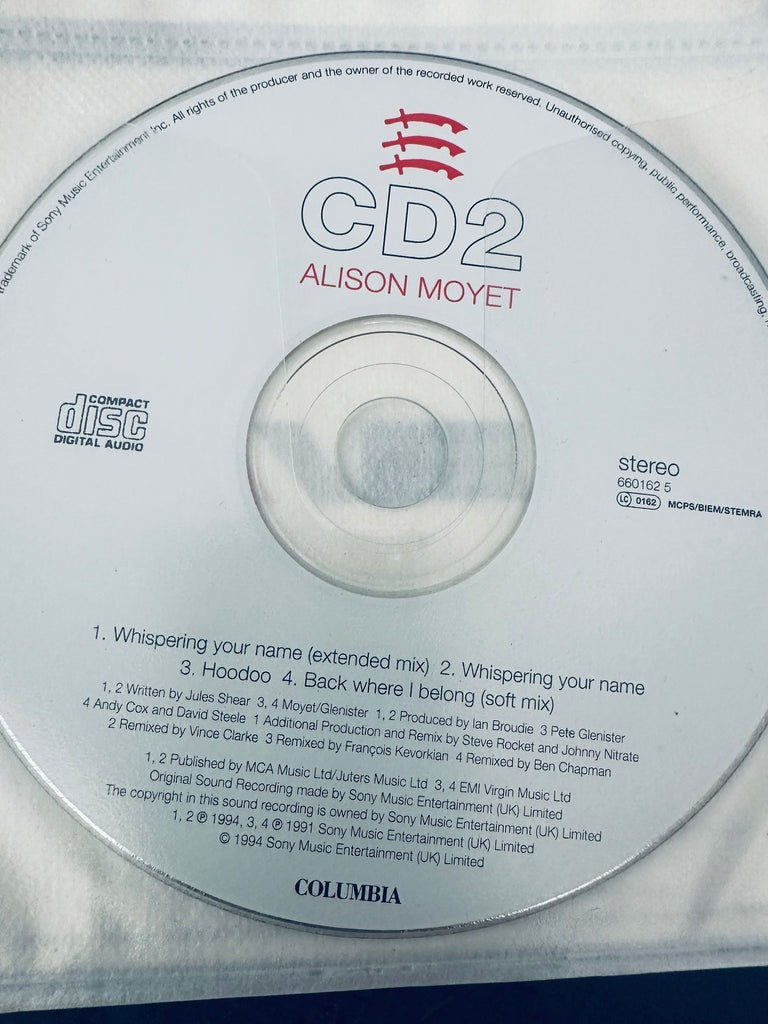 trademark of Sony Music Entertainment Inc. All rights of the producer and the owner of the recorded work reserved. Unauthorised copying, public performance, broadcasting,
CD2
ALISON MOYET
COMPACT
disc
DIGITAL AUDIO
stereo
660162 5
LC 0162 MCPS/BIEM/STEMRA
1. Whispering your name (extended mix) 2. Whispering your name
3. Hoodoo 4. Back where I belong (soft mix)
1, 2 Written by Jules Shear 3, 4 Moyet/Glenister 1, 2 Produced by Ian Broudie 3 Pete Glenister
4 Andy Cox and David Steele 1 Additional Production and Remix by Steve Rocket and Johnny Nitrate
2 Remixed by Vince Clarke 3 Remixed by François Kevorkian 4 Remixed by Ben Chapman
1, 2 Published by MCA Music Ltd/Juters Music Ltd 3, 4 EMI Virgin Music Ltd
Original Sound Recording made by Sony Music Entertainment (UK) Limited
The copyright in this sound recording is owned by Sony Music Entertainment (UK) Limited
1, 2 ℗ 1994, 3, 4 ℗ 1991 Sony Music Entertainment (UK) Limited
© 1994 Sony Music Entertainment (UK) Limited
COLUMBIA